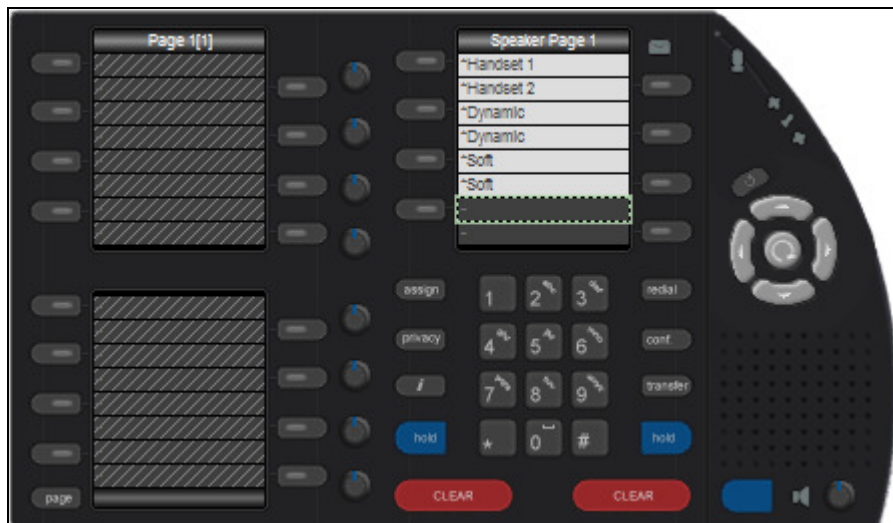 Page 1[1]
Speaker Page 1
*Handset 1
*Handset 2
*Dynamic
*Dynamic
*Soft
*Soft
-
-
assign
1
2
3
redial
privacy
4
5
6
conf.
i
7
8
9
transfer
hold
*
0
#
hold
page
CLEAR
CLEAR